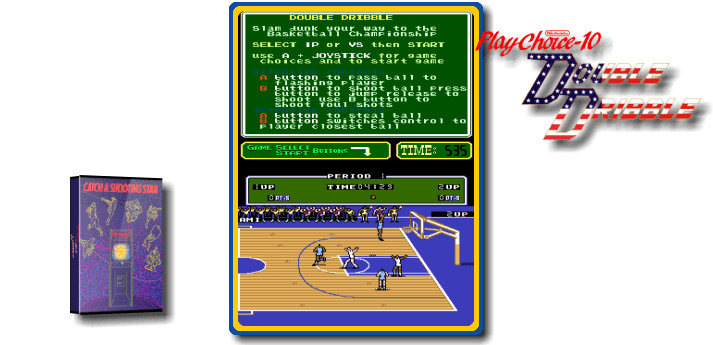 DOUBLE DRIBBLE
Slam dunk your way to the
Basketball Championship
SELECT 1P or VS then START
use A + JOYSTICK for game
choices and to start game
A button to pass ball to
flashing player
B button to shoot ball press
button to jump release to
shoot use B button to
shoot foul shots
A button to steal ball
B button switches control to
player closest ball
Game Select
Start Buttons
TIME: 535
PERIOD 1
1UP TIME 04:29 2UP
0 PTS 0 PTS
2UP
AMI
Nintendo
PlayChoice-10
Double
Dribble
CATCH A SHOOTING STAR